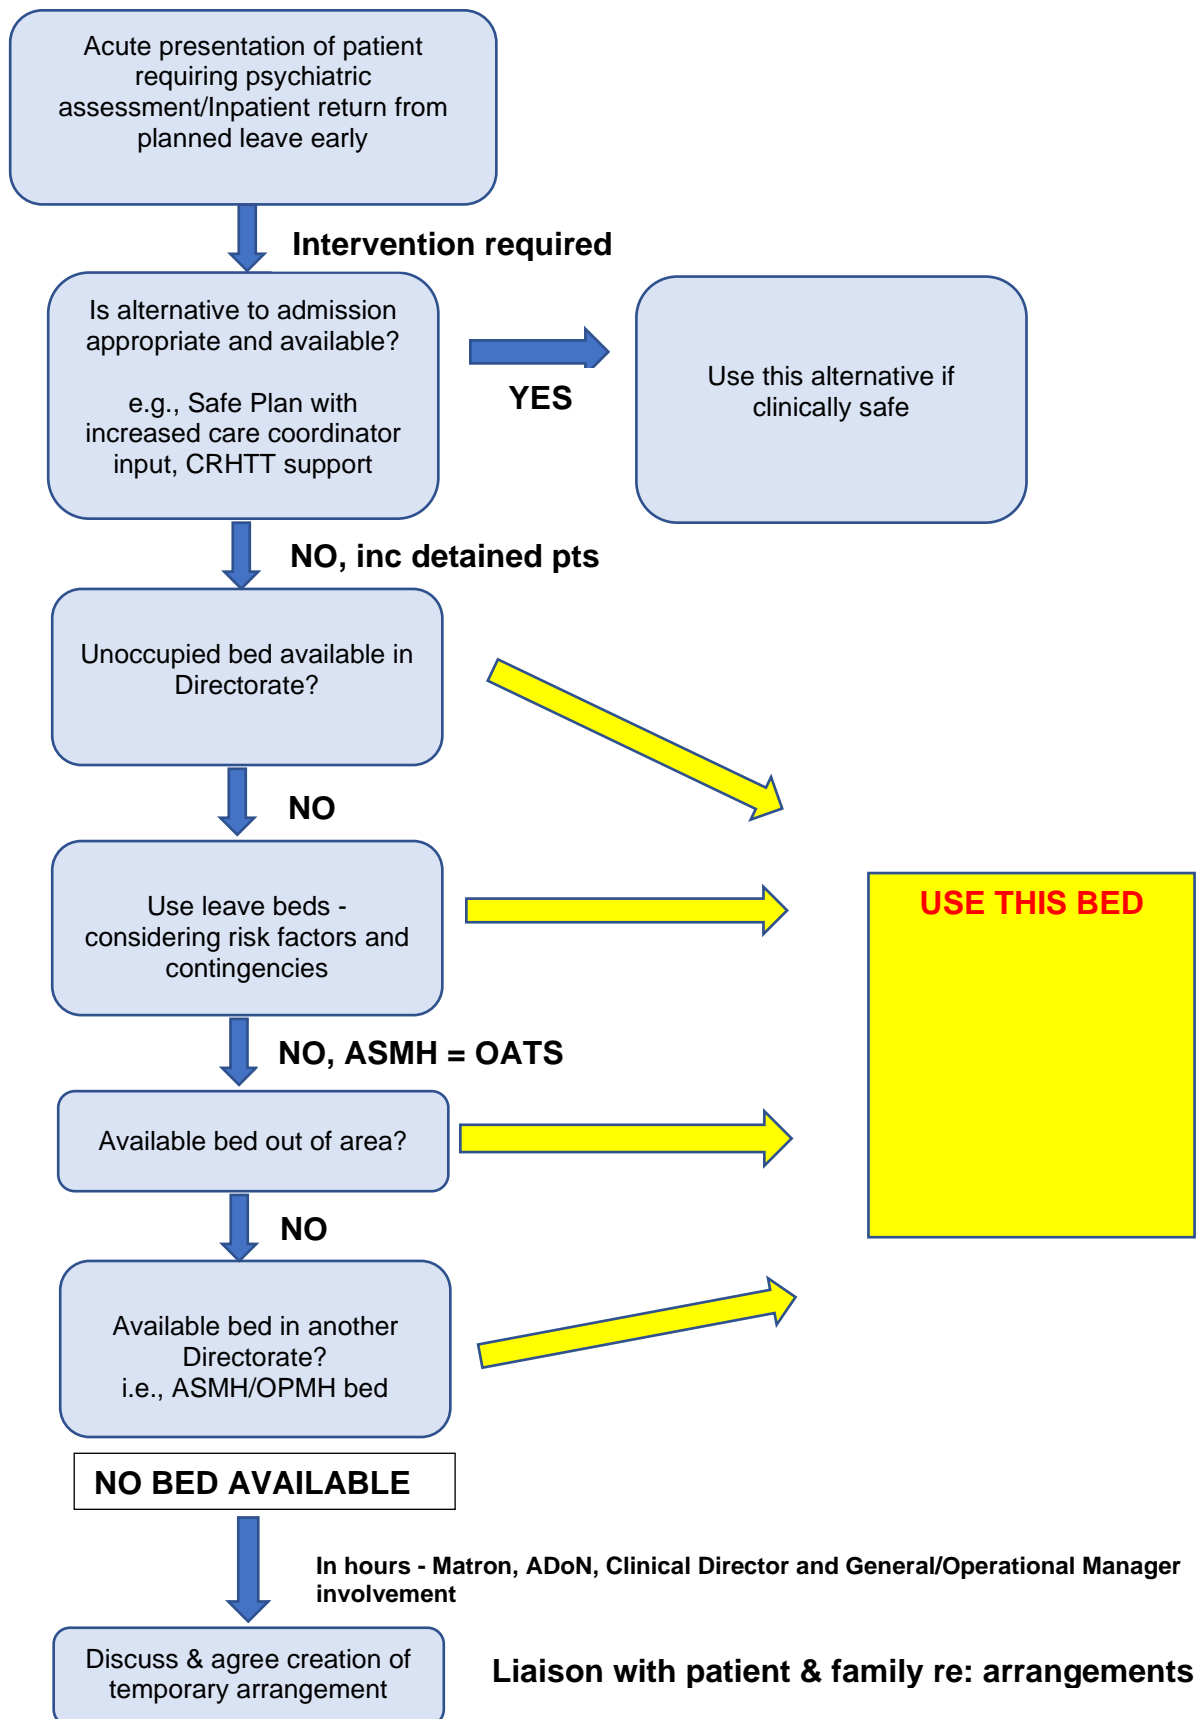 Acute presentation of patient
requiring psychiatric
assessment/Inpatient return from
planned leave early
Intervention required
Is alternative to admission
appropriate and available?
e.g., Safe Plan with
increased care coordinator
input, CRHTT support
YES
Use this alternative if
clinically safe
NO, inc detained pts
Unoccupied bed available in
Directorate?
NO
Use leave beds -
considering risk factors and
contingencies
USE THIS BED
NO, ASMH = OATS
Available bed out of area?
NO
Available bed in another
Directorate?
i.e., ASMH/OPMH bed
NO BED AVAILABLE
In hours - Matron, ADoN, Clinical Director and General/Operational Manager
involvement
Discuss & agree creation of
temporary arrangement
Liaison with patient & family re: arrangements